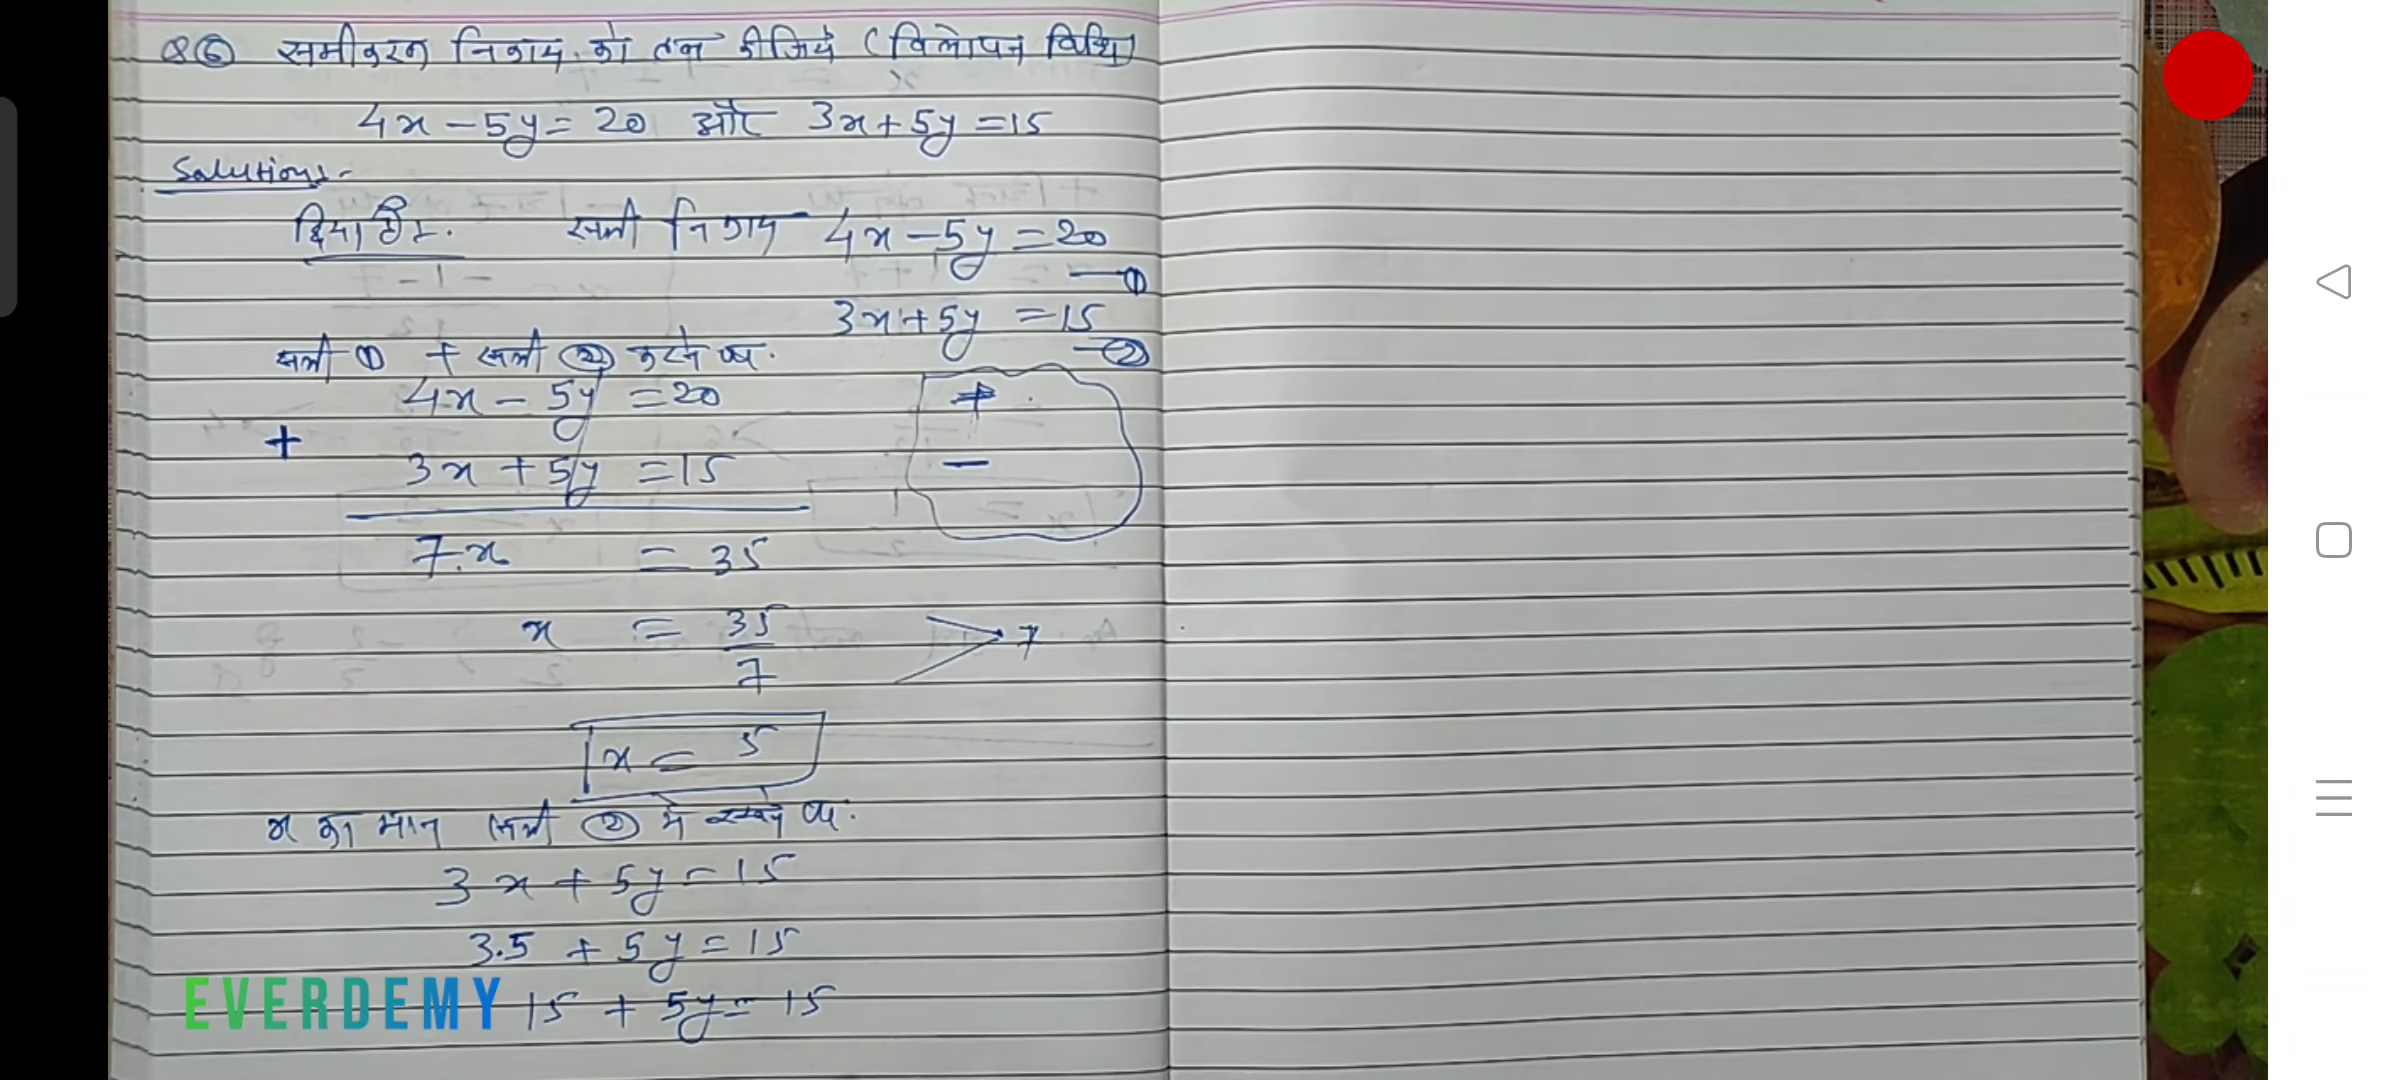 Q⑥ समीकरण निकाय को हल कीजिये (विलोपन विधि)
4x - 5y = 20 और 3x + 5y = 15
Solutions-
दिया है:- समी निकाय 4x - 5y = 20
—①
3x + 5y = 15
—②
समी ① + समी ② करने पर.
4x - 5y = 20
+
3x + 5y = 15
+
-
7.x = 35
x = 35/7 > 7
x = 5
x का मान समी ② में रखने पर.
3x + 5y = 15
3.5 + 5y = 15
15 + 5y = 15
EVERDEMY